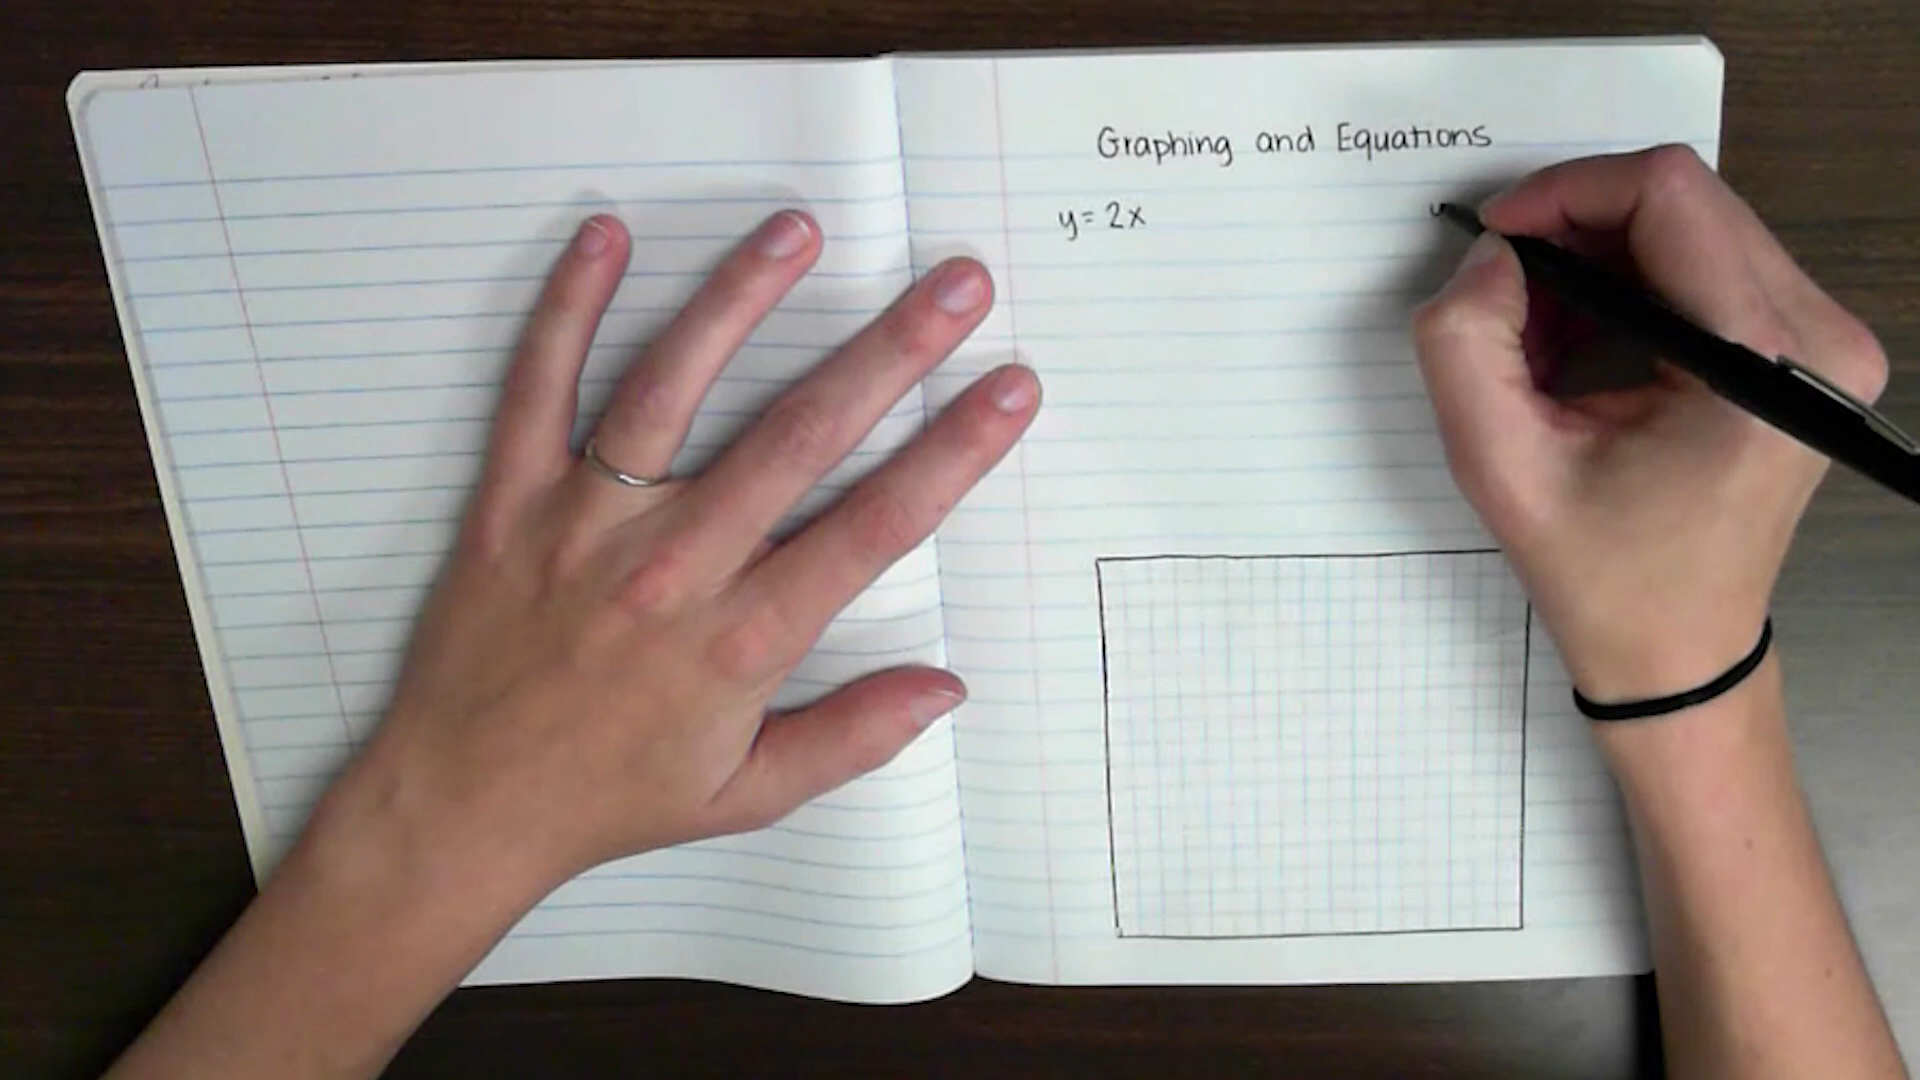 Graphing and Equations
y = 2x